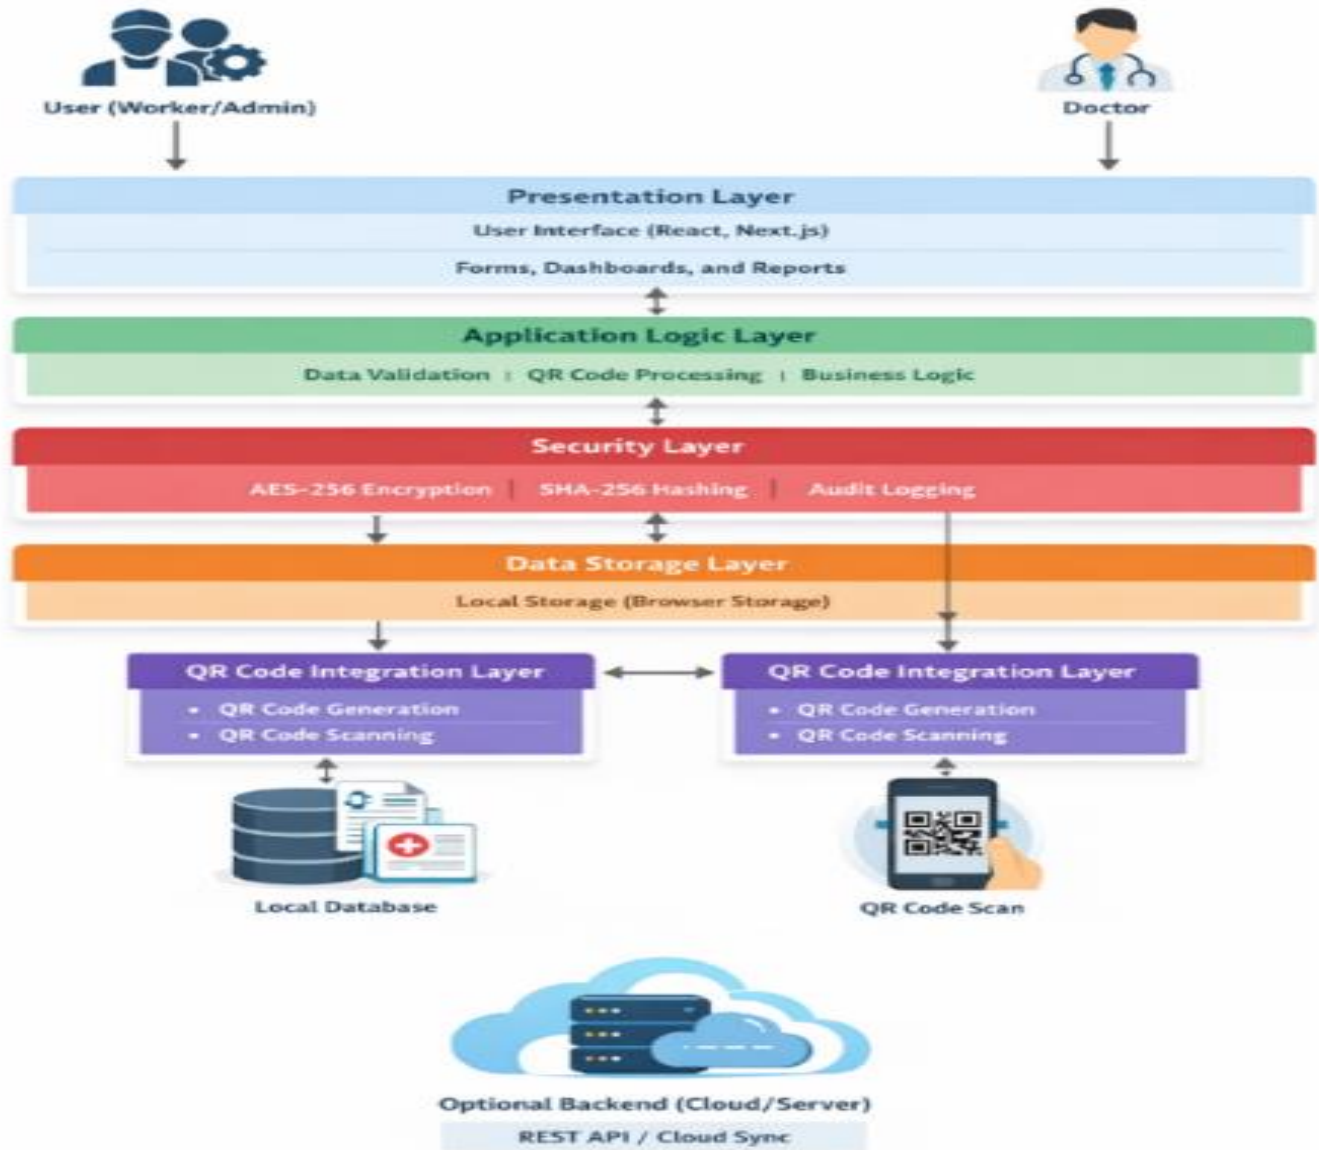 User (Worker/Admin)
Doctor
Presentation Layer
User Interface (React, Next.js)
Forms, Dashboards, and Reports
Application Logic Layer
Data Validation | QR Code Processing | Business Logic
Security Layer
AES-256 Encryption | SHA-256 Hashing | Audit Logging
Data Storage Layer
Local Storage (Browser Storage)
QR Code Integration Layer
• QR Code Generation
• QR Code Scanning
QR Code Integration Layer
• QR Code Generation
• QR Code Scanning
Local Database
QR Code Scan
Optional Backend (Cloud/Server)
REST API / Cloud Sync